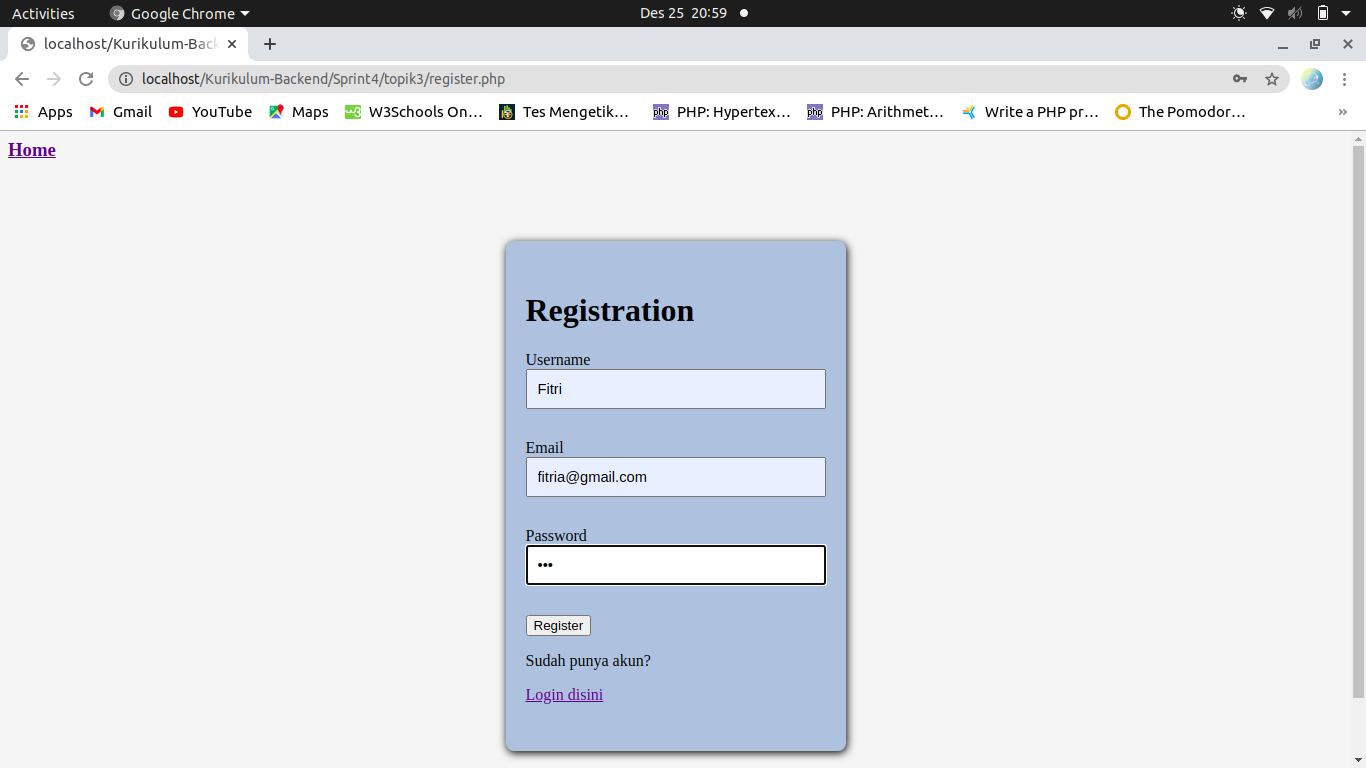 Activities Google Chrome Des 25 20:59
localhost/Kurikulum-Back
localhost/Kurikulum-Backend/Sprint4/topik3/register.php
Apps Gmail YouTube Maps W3Schools On… Tes Mengetik… PHP: Hypertex… PHP: Arithmet… Write a PHP pr… The Pomodor… »
Home
Registration
Username
Fitri
Email
fitria@gmail.com
Password
•••
Register
Sudah punya akun?
Login disini